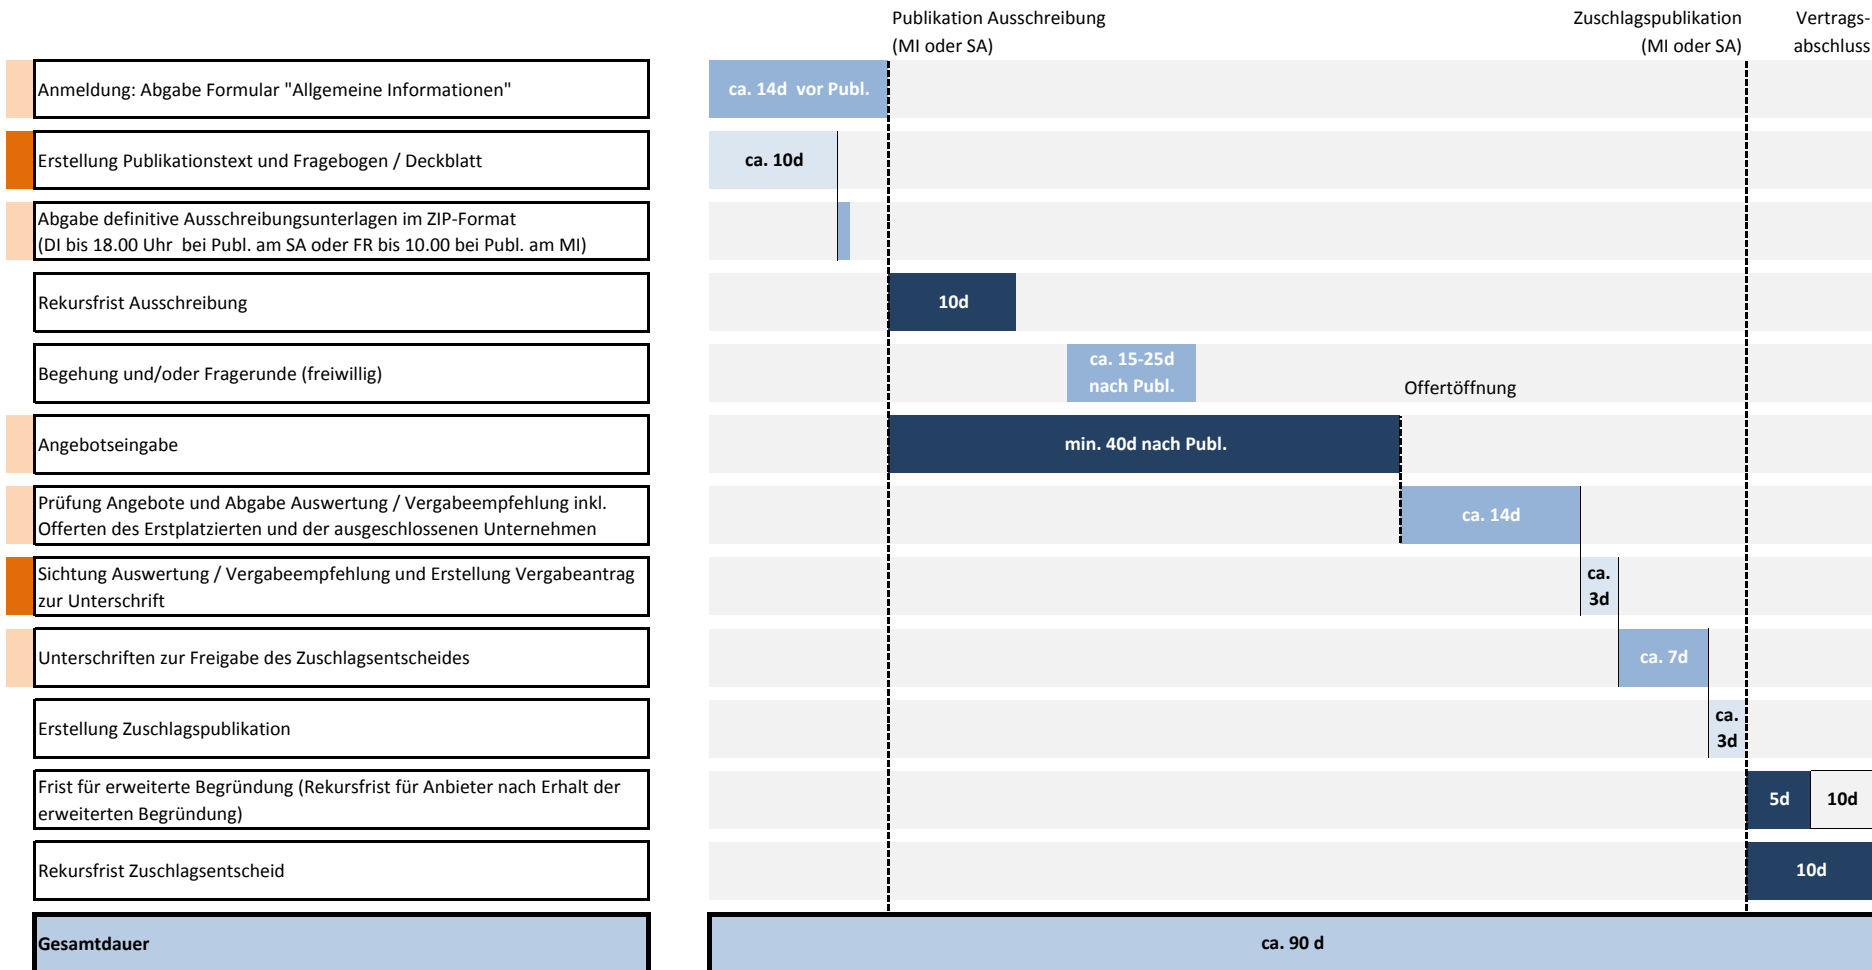 Publikation Ausschreibung
(MI oder SA)
Zuschlagspublikation
(MI oder SA)
Vertrags-
abschluss
Anmeldung: Abgabe Formular "Allgemeine Informationen"
ca. 14d  vor Publ.
Erstellung Publikationstext und Fragebogen / Deckblatt
ca. 10d
Abgabe definitive Ausschreibungsunterlagen im ZIP-Format
(DI bis 18.00 Uhr  bei Publ. am SA oder FR bis 10.00 bei Publ. am MI)
Rekursfrist Ausschreibung
10d
Begehung und/oder Fragerunde (freiwillig)
ca. 15-25d
nach Publ.
Offertöffnung
Angebotseingabe
min. 40d nach Publ.
Prüfung Angebote und Abgabe Auswertung / Vergabeempfehlung inkl.
Offerten des Erstplatzierten und der ausgeschlossenen Unternehmen
ca. 14d
Sichtung Auswertung / Vergabeempfehlung und Erstellung Vergabeantrag
zur Unterschrift
ca.
3d
Unterschriften zur Freigabe des Zuschlagsentscheides
ca. 7d
Erstellung Zuschlagspublikation
ca.
3d
Frist für erweiterte Begründung (Rekursfrist für Anbieter nach Erhalt der
erweiterten Begründung)
5d
10d
Rekursfrist Zuschlagsentscheid
10d
Gesamtdauer
ca. 90 d